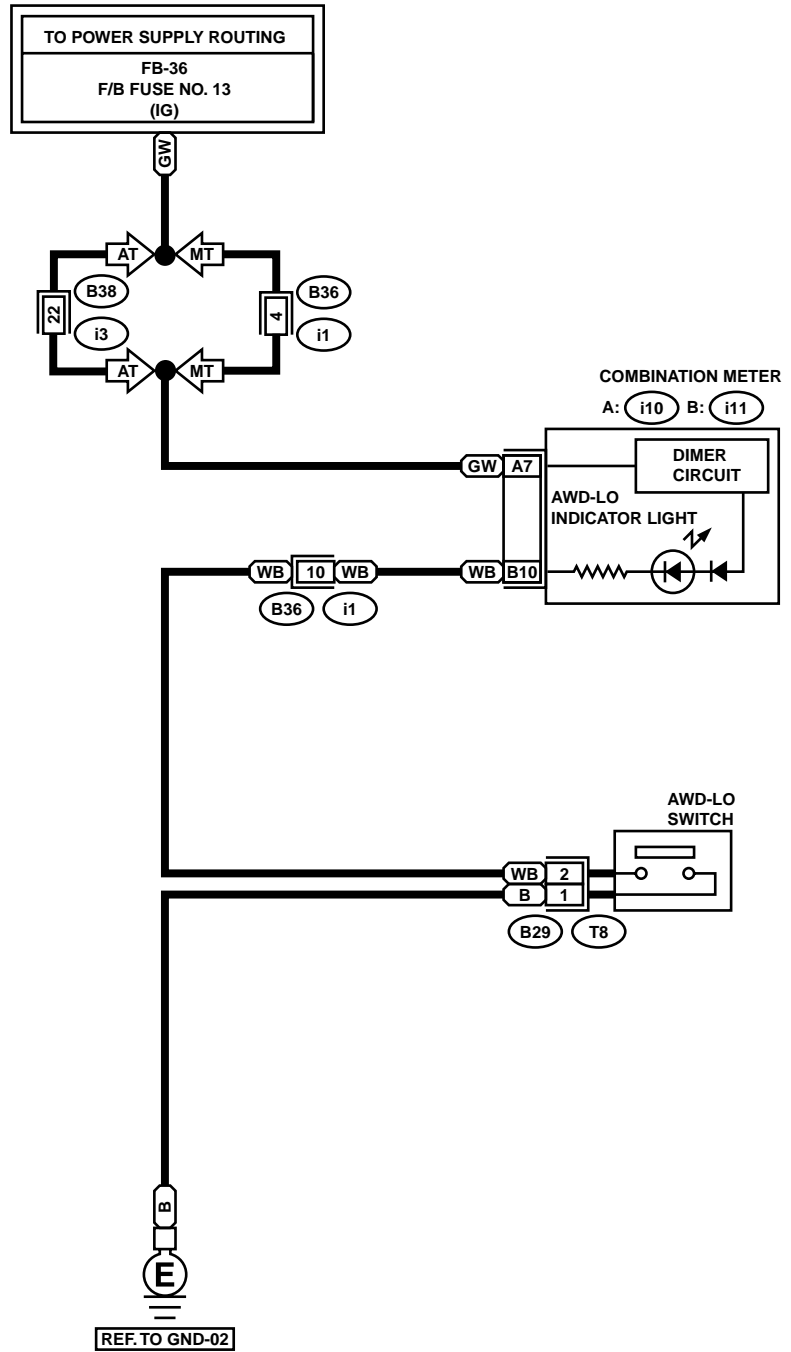 TO POWER SUPPLY ROUTING
FB-36
F/B FUSE NO. 13
(IG)
GW
AT
MT
22
B38
i3
4
B36
i1
AT
MT
COMBINATION METER
A: i10 B: i11
GW A7
DIMER
CIRCUIT
AWD-LO
INDICATOR LIGHT
WB 10 WB
WB B10
B36 i1
AWD-LO
SWITCH
WB 2
B 1
B29 T8
B
E
REF. TO GND-02